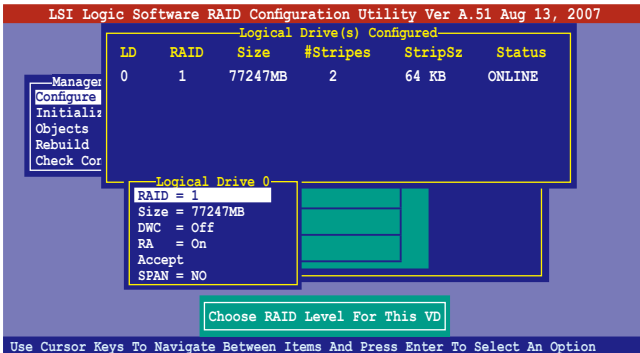 LSI Logic Software RAID Configuration Utility Ver A.51 Aug 13, 2007
Logical Drive(s) Configured
LD RAID Size #Stripes StripSz Status
0 1 77247MB 2 64 KB ONLINE
Manager
Configure
Initializ
Objects
Rebuild
Check Con
Logical Drive 0
RAID = 1
Size = 77247MB
DWC = Off
RA = On
Accept
SPAN = NO
Choose RAID Level For This VD
Use Cursor Keys To Navigate Between Items And Press Enter To Select An Option